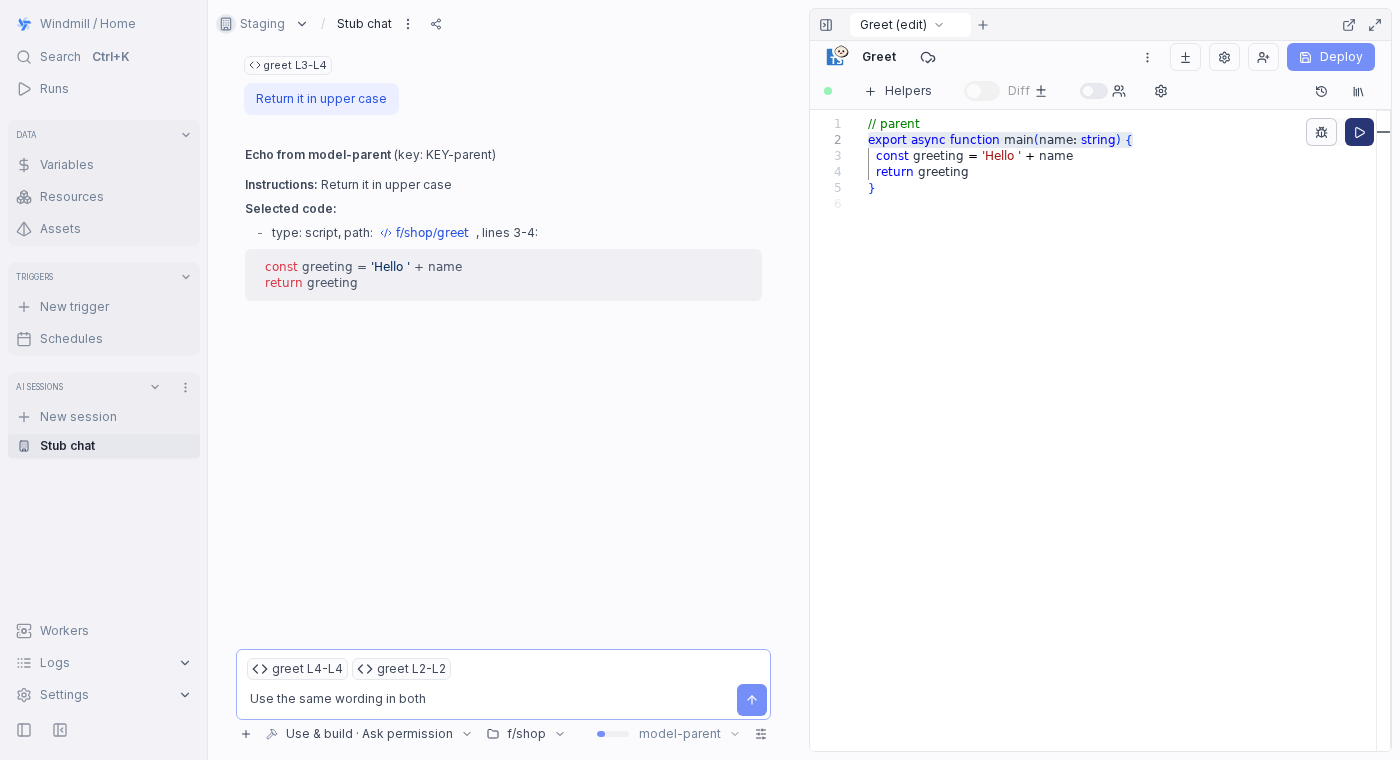 Windmill / Home
Search Ctrl+K
Runs
DATA
Variables
Resources
Assets
TRIGGERS
New trigger
Schedules
AI SESSIONS
New session
Stub chat
Workers
Logs
Settings
Staging / Stub chat
greet L3-L4
Return it in upper case
Echo from model-parent (key: KEY-parent)
Instructions: Return it in upper case
Selected code:
- type: script, path: f/shop/greet , lines 3-4:
const greeting = 'Hello ' + name
return greeting
greet L4-L4 greet L2-L2
Use the same wording in both
Use & build · Ask permission f/shop model-parent
Greet (edit)
TS Greet Deploy
Helpers Diff
1 // parent
2 export async function main(name: string) {
3 const greeting = 'Hello ' + name
4 return greeting
5 }
6